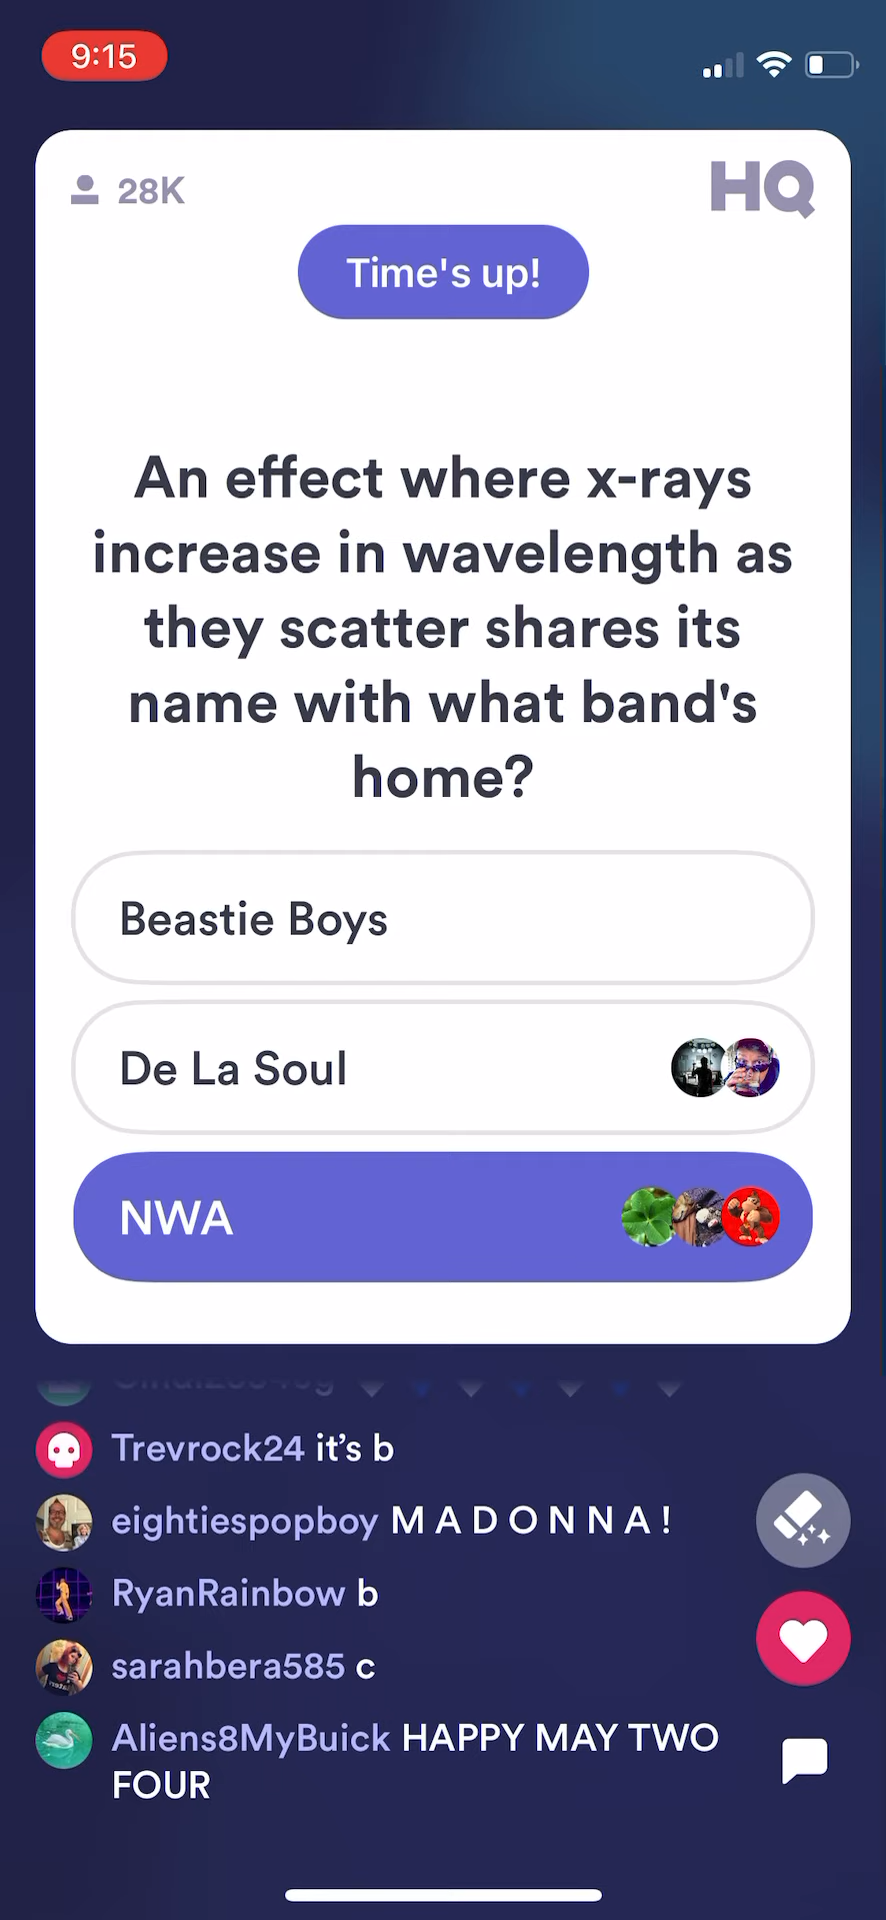 9:15
28K
HQ
Time's up!
An effect where x-rays
increase in wavelength as
they scatter shares its
name with what band's
home?
Beastie Boys
De La Soul
NWA
Trevrock24 it's b
eightiespopboy M A D O N N A !
RyanRainbow b
sarahbera585 c
Aliens8MyBuick HAPPY MAY TWO
FOUR